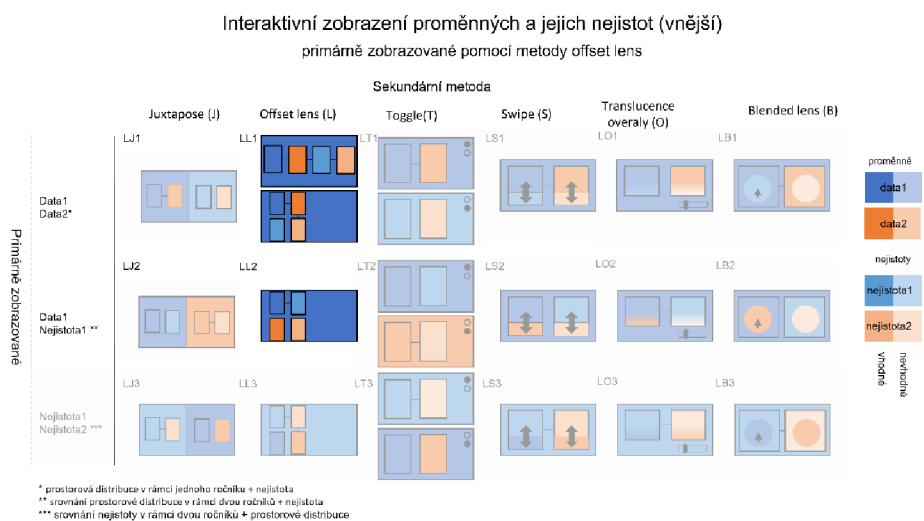 Interaktivní zobrazení proměnných a jejich nejistot (vnější)
primárně zobrazované pomocí metody offset lens
Sekundární metoda
Juxtapose (J)
Offset lens (L)
Toggle(T)
Swipe (S)
Translucence
overaly (O)
Blended lens (B)
Primárně zobrazované
Data1
Data2*
LJ1
LL1
LT1
LS1
LO1
LB1
Data1
Nejistota1 **
LJ2
LL2
LT2
LS2
LO2
LB2
Nejistota1
Nejistota2 ***
LJ3
LL3
LT3
LS3
LO3
LB3
proměnné
data1
data2
nejistoty
nejistota1
nejistota2
vhodné
nevhodné
* prostorová distribuce v rámci jednoho ročníku + nejistota
** srovnání prostorové distribuce v rámci dvou ročníků + nejistota
*** srovnání nejistoty v rámci dvou ročníků + prostorové distribuce